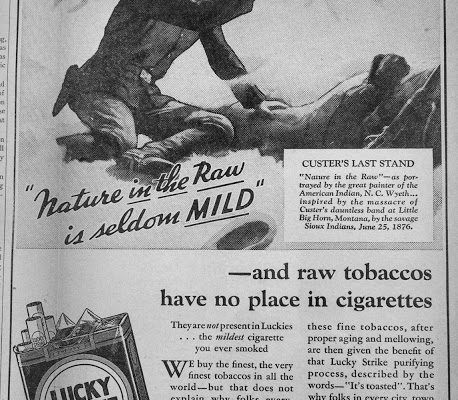 "Nature in the Raw
is seldom MILD"
CUSTER'S LAST STAND
"Nature in the Raw"—as por-
trayed by the great painter of the
American Indian, N. C. Wyeth...
inspired by the massacre of
Custer's dauntless band at Little
Big Horn, Montana, by the savage
Sioux Indians, June 25, 1876.
—and raw tobaccos
have no place in cigarettes
They are not present in Luckies
. . . the mildest cigarette
you ever smoked
WE buy the finest, the very
finest tobaccos in all the
world—but that does not
explain why folks every-
these fine tobaccos, after
proper aging and mellowing,
are then given the benefit of
that Lucky Strike purifying
process, described by the
words—"It's toasted". That's
why folks in every city, town
LUCKY